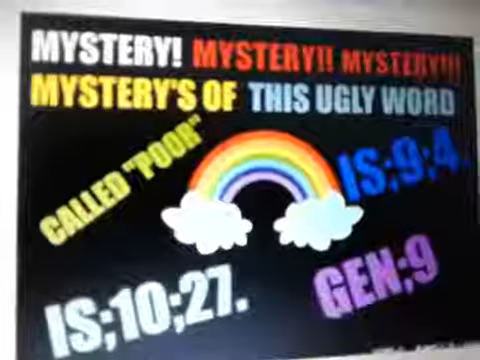 MYSTERY! MYSTERY!! MYSTERY!!!
MYSTERY'S OF THIS UGLY WORD
CALLED "POOR"
IS;9;4.
IS;10;27.
GEN;9